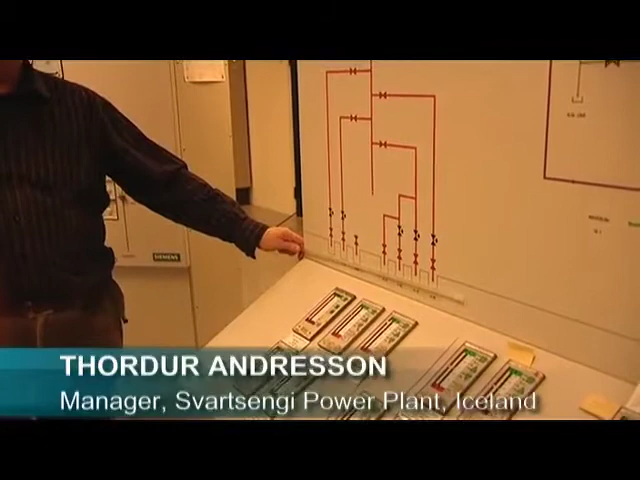 SIEMENS
THORDUR ANDRESSON
Manager, Svartsengi Power Plant, Iceland